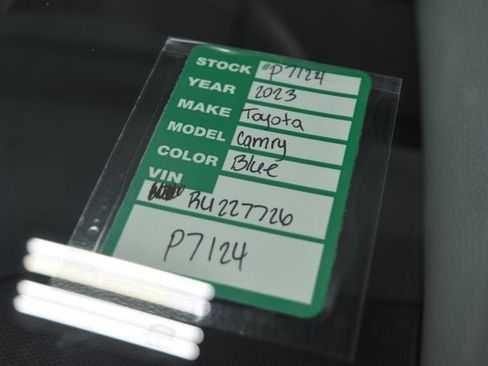 STOCK #P7124
YEAR 2023
MAKE Toyota
MODEL Camry
COLOR Blue
VIN
RU227726
P7124